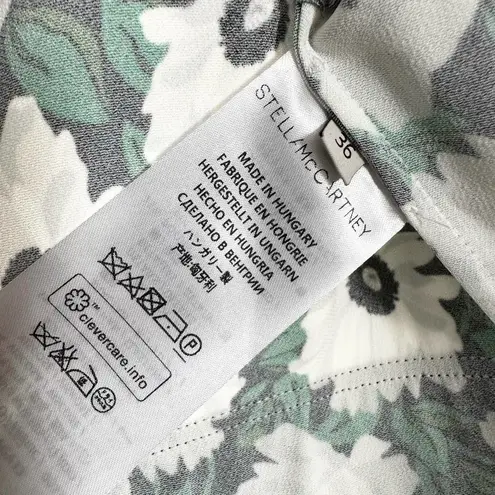 STELLA McCARTNEY
36
MADE IN HUNGARY
FABRIQUE EN HONGRIE
HERGESTELLT IN UNGARN
HECHO EN HUNGRIA
СДЕЛАНО В ВЕНГРИИ
ハンガリー製
产地:匈牙利
P
™
clevercare.info